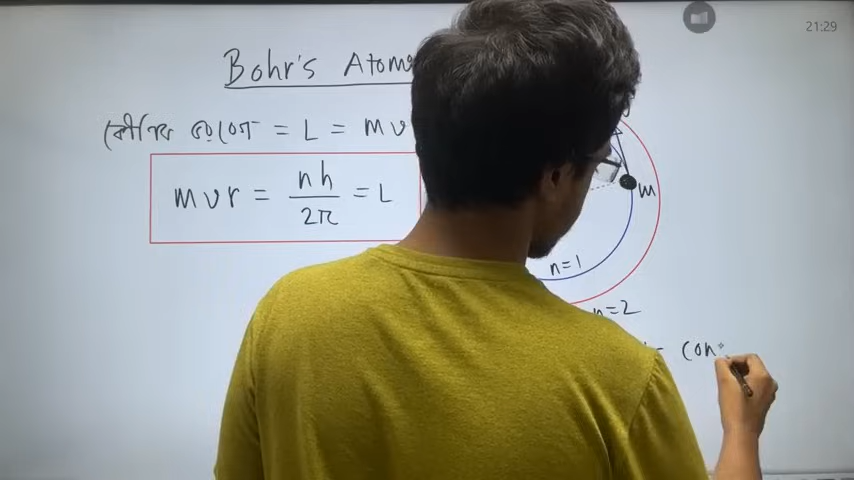 21:29
Bohr's Atom
কৌণিক = L = mv
mvr = nh/2π = L
m
n=1
n=2
= con